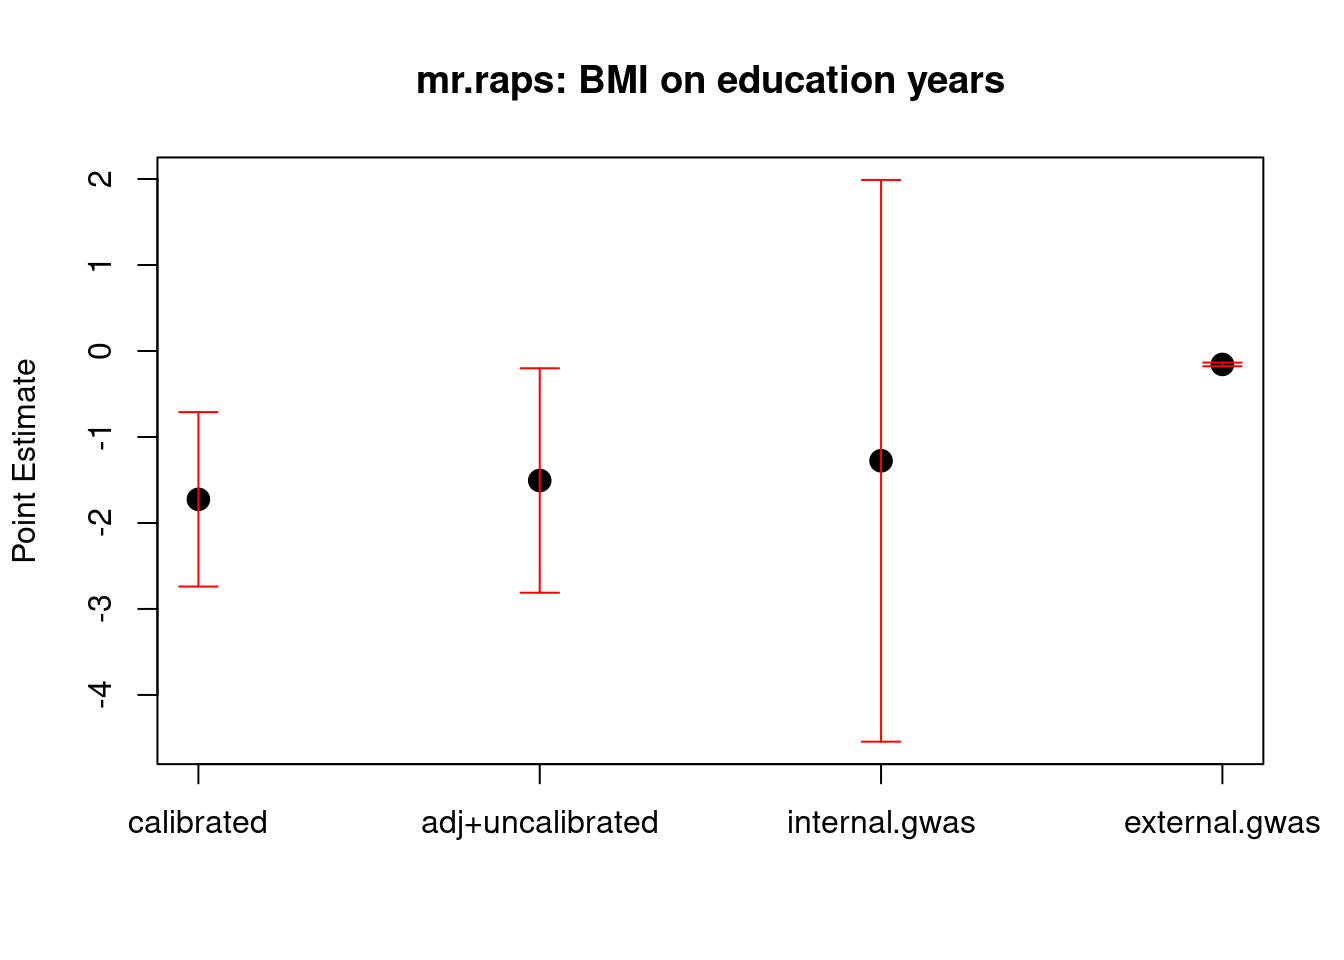 mr.raps: BMI on education years
Point Estimate
2
1
0
-1
-2
-3
-4
calibrated
adj+uncalibrated
internal.gwas
external.gwas